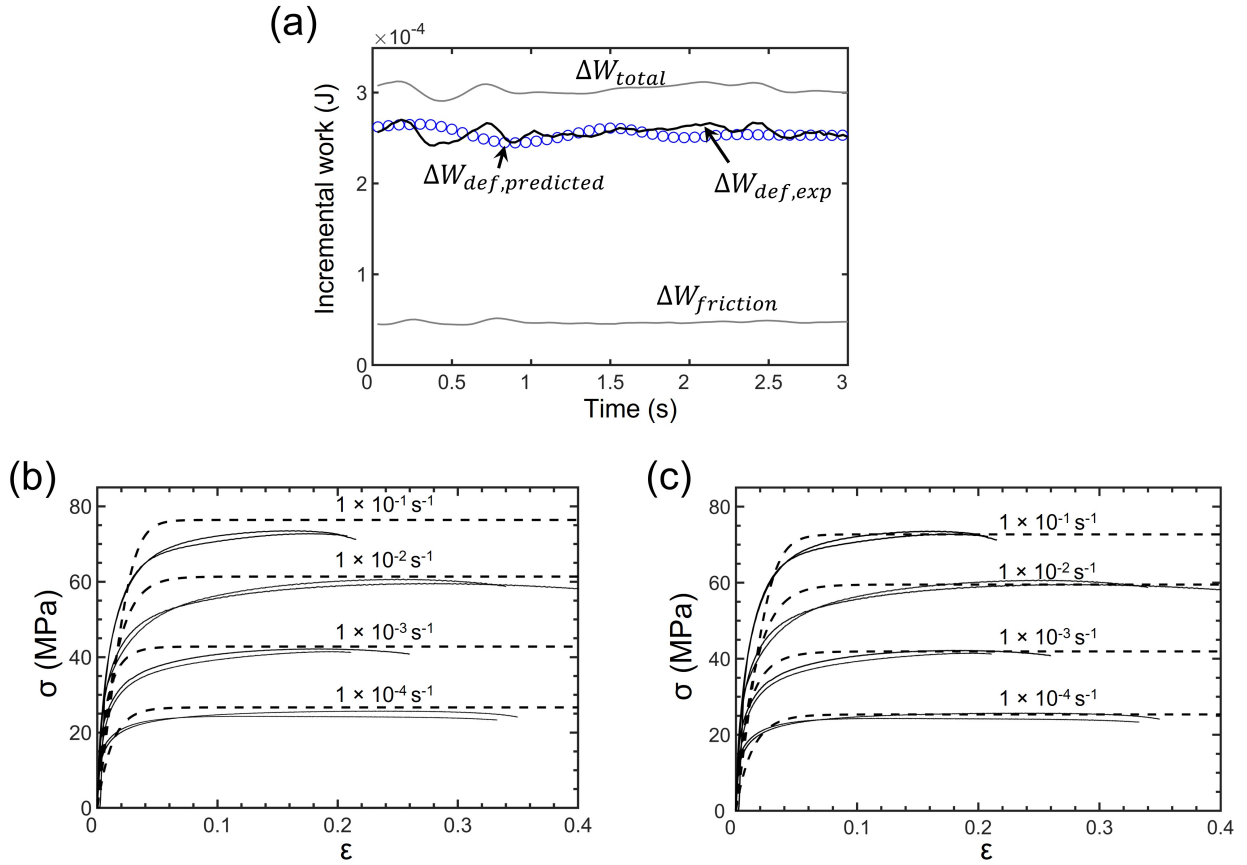 (a)
×10⁻⁴
Incremental work (J)
3
2
1
0
ΔW_total
ΔW_def,predicted
ΔW_def,exp
ΔW_friction
0 0.5 1 1.5 2 2.5 3
Time (s)
(b)
σ (MPa)
80
60
40
20
0
1 × 10⁻¹ s⁻¹
1 × 10⁻² s⁻¹
1 × 10⁻³ s⁻¹
1 × 10⁻⁴ s⁻¹
0 0.1 0.2 0.3 0.4
ε
(c)
σ (MPa)
80
60
40
20
0
1 × 10⁻¹ s⁻¹
1 × 10⁻² s⁻¹
1 × 10⁻³ s⁻¹
1 × 10⁻⁴ s⁻¹
0 0.1 0.2 0.3 0.4
ε